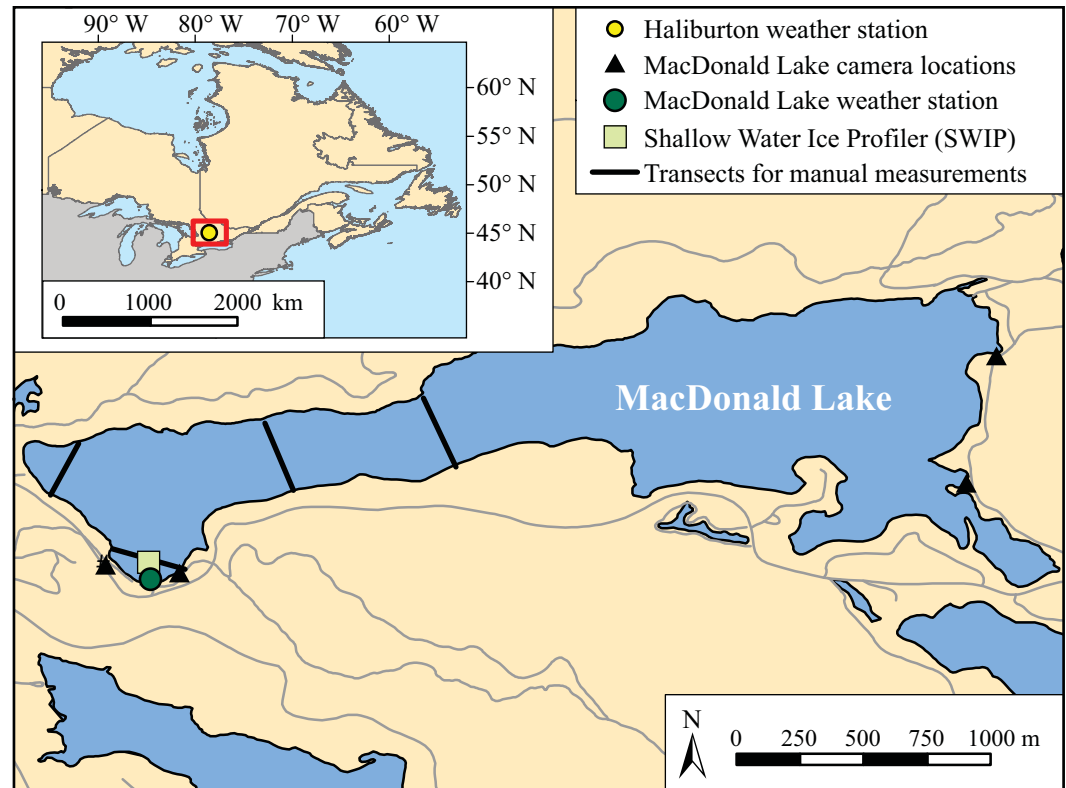 90° W 80° W 70° W 60° W
60° N
55° N
50° N
45° N
40° N
0 1000 2000 km
Haliburton weather station
MacDonald Lake camera locations
MacDonald Lake weather station
Shallow Water Ice Profiler (SWIP)
Transects for manual measurements
MacDonald Lake
N
0 250 500 750 1000 m